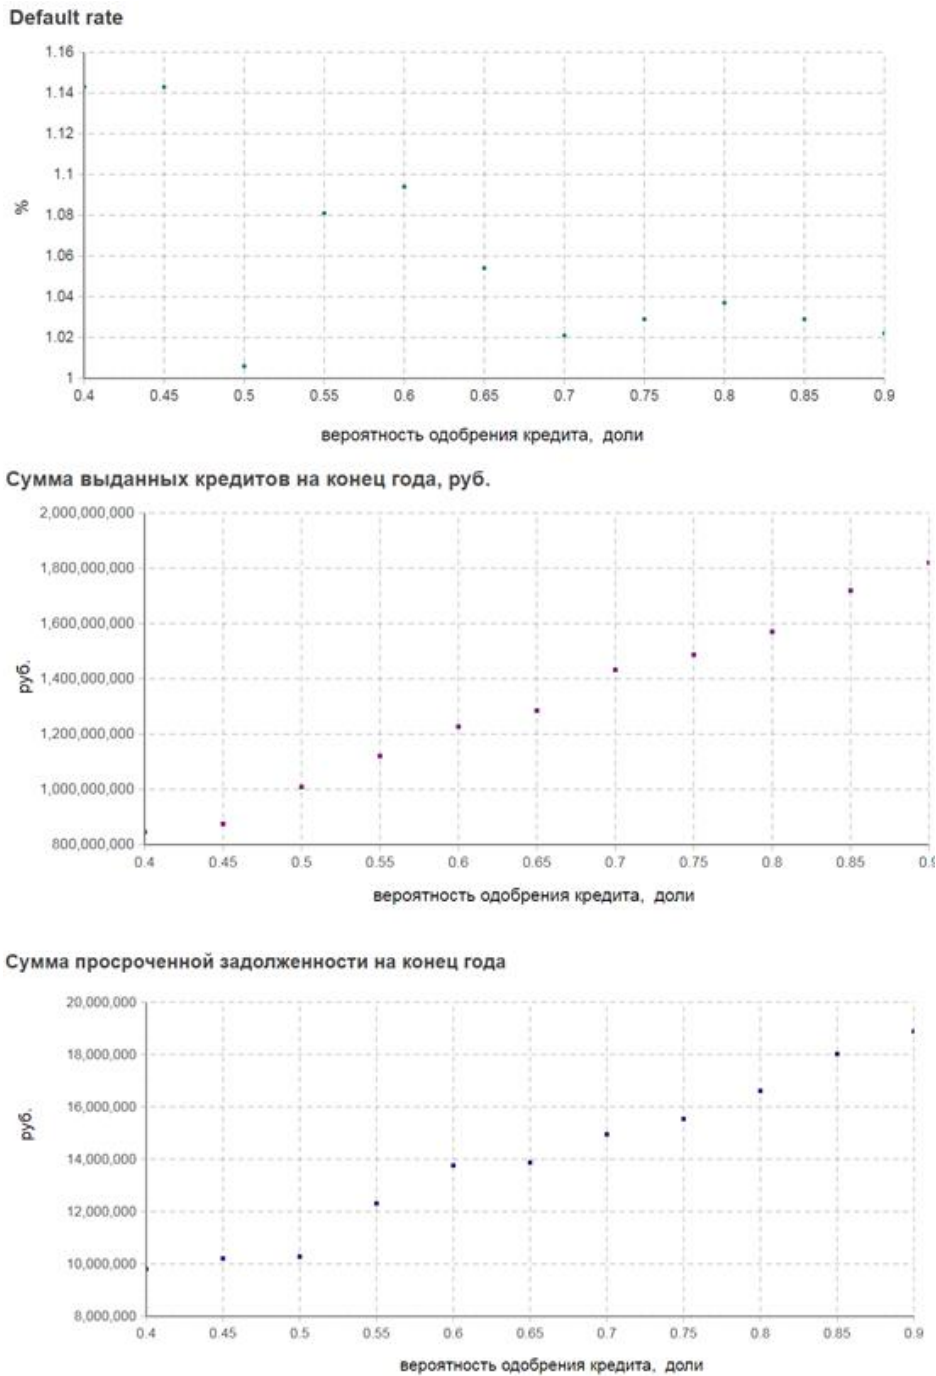 Default rate
1.16
1.14
1.12
1.1
1.08
1.06
1.04
1.02
1
%
0.4 0.45 0.5 0.55 0.6 0.65 0.7 0.75 0.8 0.85 0.9
вероятность одобрения кредита, доли
Сумма выданных кредитов на конец года, руб.
2,000,000,000
1,800,000,000
1,600,000,000
1,400,000,000
1,200,000,000
1,000,000,000
800,000,000
руб.
0.4 0.45 0.5 0.55 0.6 0.65 0.7 0.75 0.8 0.85 0.9
вероятность одобрения кредита, доли
Сумма просроченной задолженности на конец года
20,000,000
18,000,000
16,000,000
14,000,000
12,000,000
10,000,000
8,000,000
руб.
0.4 0.45 0.5 0.55 0.6 0.65 0.7 0.75 0.8 0.85 0.9
вероятность одобрения кредита, доли